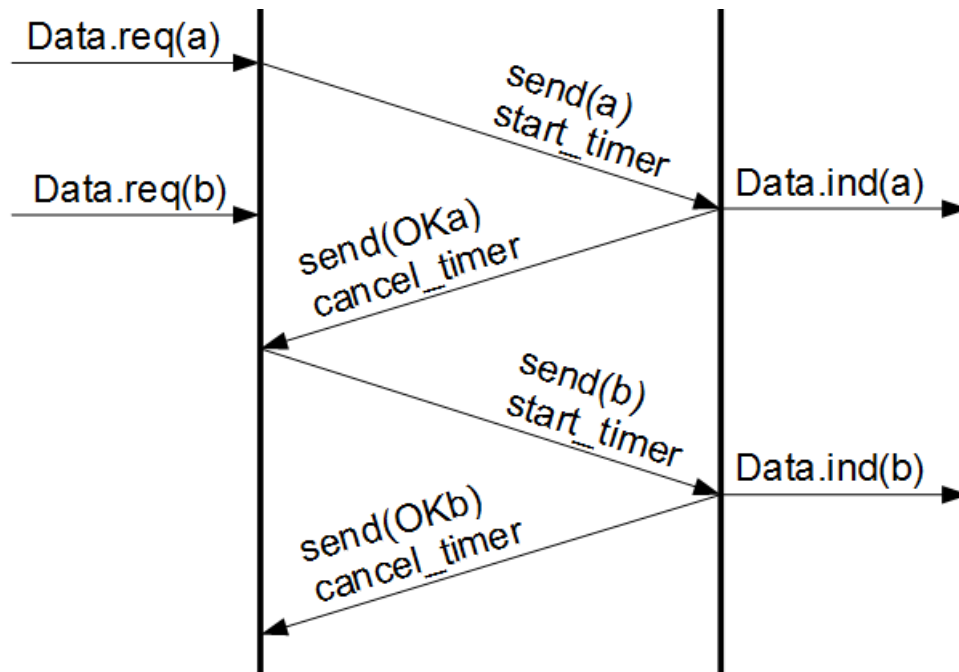 Data.req(a)
send(a)
start_timer
Data.req(b)
Data.ind(a)
send(OKa)
cancel_timer
send(b)
start_timer
Data.ind(b)
send(OKb)
cancel_timer